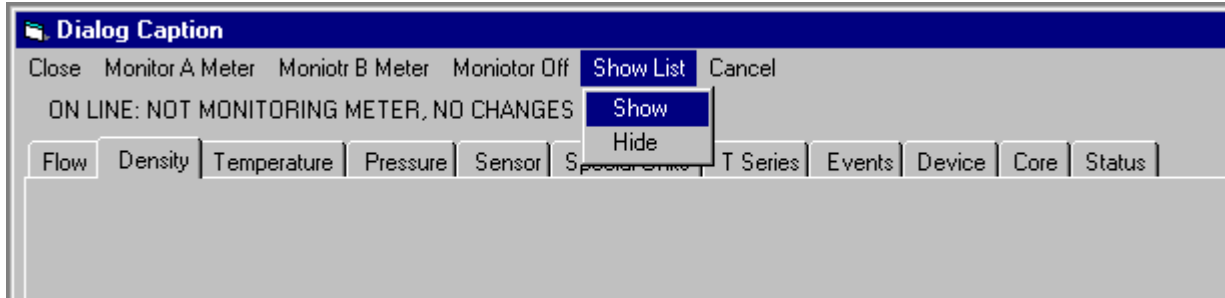 Dialog Caption
Close Monitor A Meter Moniotr B Meter Moniotor Off Show List Cancel
ON LINE: NOT MONITORING METER, NO CHANGES
Show
Hide
Flow Density Temperature Pressure Sensor T Series Events Device Core Status